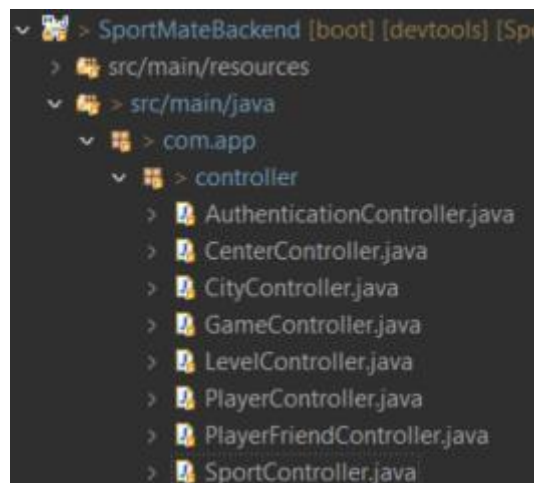 > SportMateBackend [boot] [devtools]
src/main/resources
> src/main/java
> com.app
> controller
AuthenticationController.java
CenterController.java
CityController.java
GameController.java
LevelController.java
PlayerController.java
PlayerFriendController.java
SportController.java